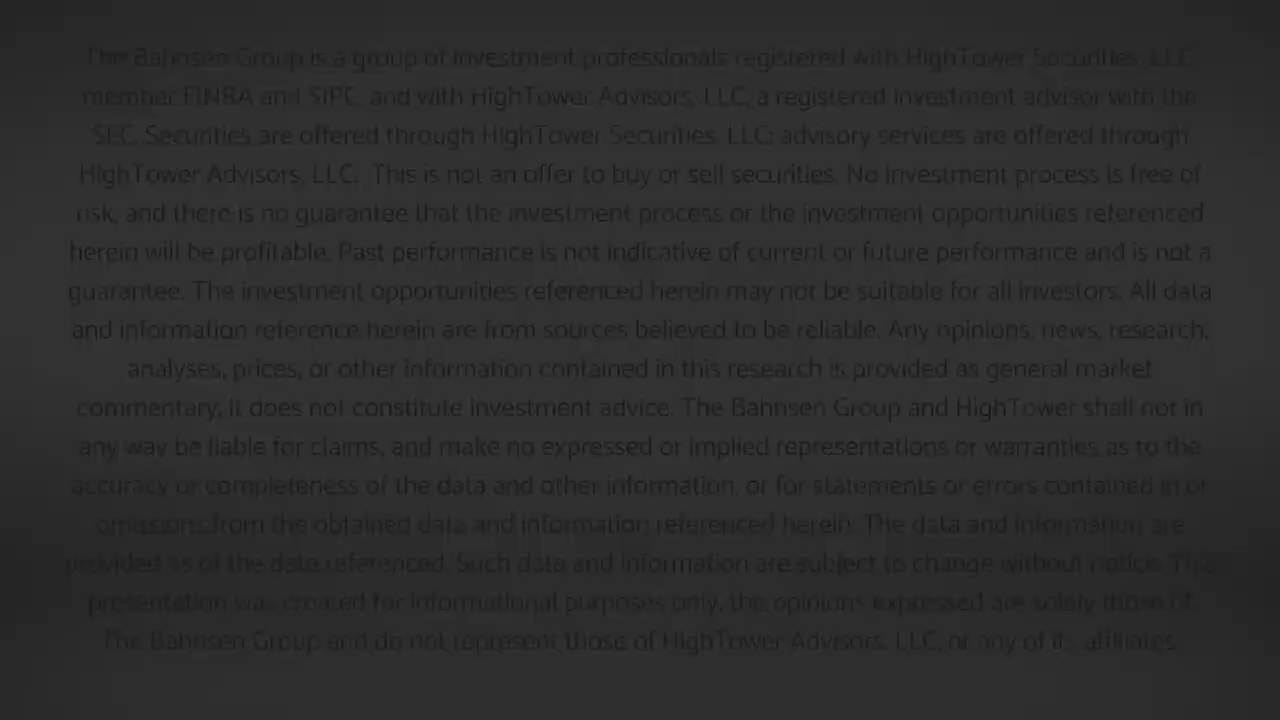 The Bahnsen Group is a group of investment professionals registered with HighTower Securities, LLC,
member FINRA and SIPC, and with HighTower Advisors, LLC, a registered investment advisor with the
SEC. Securities are offered through HighTower Securities, LLC; advisory services are offered through
HighTower Advisors, LLC. This is not an offer to buy or sell securities. No investment process is free of
risk, and there is no guarantee that the investment process or the investment opportunities referenced
herein will be profitable. Past performance is not indicative of current or future performance and is not a
guarantee. The investment opportunities referenced herein may not be suitable for all investors. All data
and information reference herein are from sources believed to be reliable. Any opinions, news, research,
analyses, prices, or other information contained in this research is provided as general market
commentary, it does not constitute investment advice. The Bahnsen Group and HighTower shall not in
any way be liable for claims, and make no expressed or implied representations or warranties as to the
accuracy or completeness of the data and other information, or for statements or errors contained in or
omissions from the obtained data and information referenced herein. The data and information are
provided as of the date referenced. Such data and information are subject to change without notice. This
presentation was created for informational purposes only, the opinions expressed are solely those of
The Bahnsen Group and do not represent those of HighTower Advisors, LLC, or any of its affiliates.